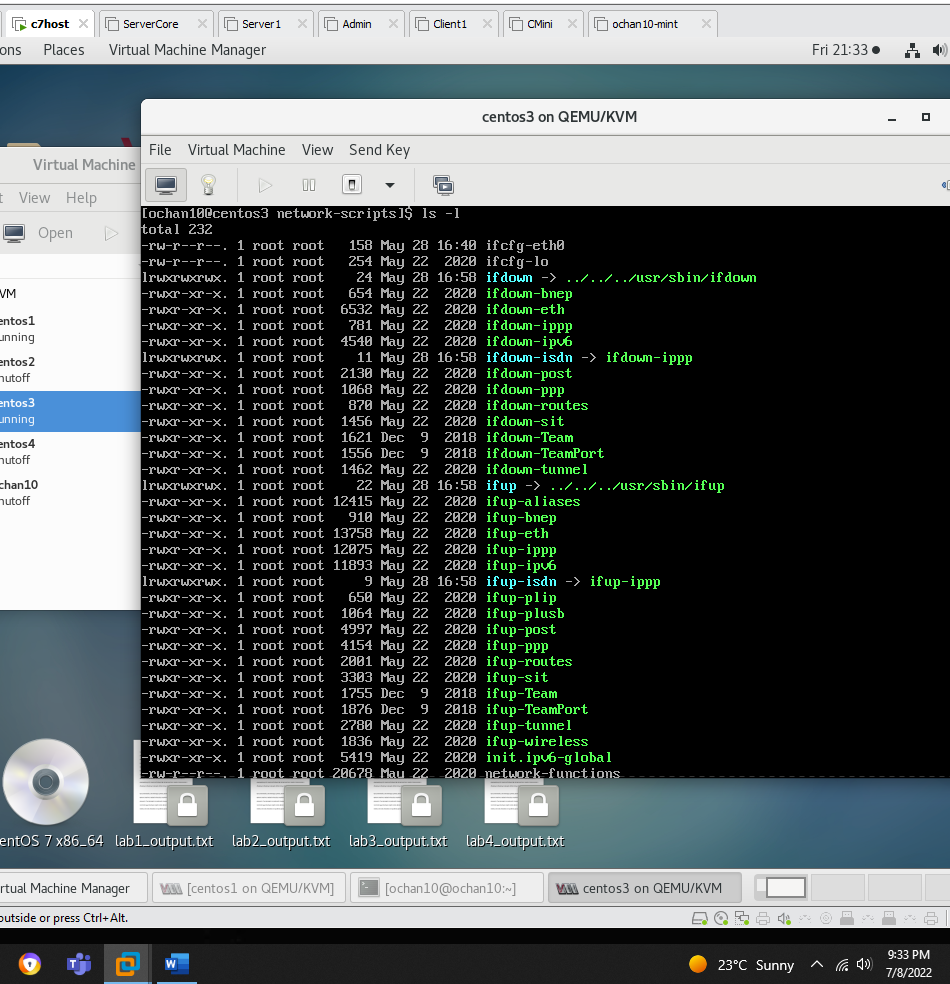 c7host ServerCore Server1 Admin Client1 CMini ochan10-mint
ons Places Virtual Machine Manager Fri 21:33
centos3 on QEMU/KVM
File Virtual Machine View Send Key
Virtual Machine
t View Help
Open
VM
entos1
unning
entos2
hutoff
entos3
unning
entos4
hutoff
chan10
hutoff
[ochan10@centos3 network-scripts]$ ls -l
total 232
-rw-r--r--. 1 root root 158 May 28 16:40 ifcfg-eth0
-rw-r--r--. 1 root root 254 May 22 2020 ifcfg-lo
lrwxrwxrwx. 1 root root 24 May 28 16:58 ifdown -> ../../../usr/sbin/ifdown
-rwxr-xr-x. 1 root root 654 May 22 2020 ifdown-bnep
-rwxr-xr-x. 1 root root 6532 May 22 2020 ifdown-eth
-rwxr-xr-x. 1 root root 781 May 22 2020 ifdown-ippp
-rwxr-xr-x. 1 root root 4540 May 22 2020 ifdown-ipv6
lrwxrwxrwx. 1 root root 11 May 28 16:58 ifdown-isdn -> ifdown-ippp
-rwxr-xr-x. 1 root root 2130 May 22 2020 ifdown-post
-rwxr-xr-x. 1 root root 1068 May 22 2020 ifdown-ppp
-rwxr-xr-x. 1 root root 870 May 22 2020 ifdown-routes
-rwxr-xr-x. 1 root root 1456 May 22 2020 ifdown-sit
-rwxr-xr-x. 1 root root 1621 Dec 9 2018 ifdown-Team
-rwxr-xr-x. 1 root root 1556 Dec 9 2018 ifdown-TeamPort
-rwxr-xr-x. 1 root root 1462 May 22 2020 ifdown-tunnel
lrwxrwxrwx. 1 root root 22 May 28 16:58 ifup -> ../../../usr/sbin/ifup
-rwxr-xr-x. 1 root root 12415 May 22 2020 ifup-aliases
-rwxr-xr-x. 1 root root 910 May 22 2020 ifup-bnep
-rwxr-xr-x. 1 root root 13758 May 22 2020 ifup-eth
-rwxr-xr-x. 1 root root 12075 May 22 2020 ifup-ippp
-rwxr-xr-x. 1 root root 11893 May 22 2020 ifup-ipv6
lrwxrwxrwx. 1 root root 9 May 28 16:58 ifup-isdn -> ifup-ippp
-rwxr-xr-x. 1 root root 650 May 22 2020 ifup-plip
-rwxr-xr-x. 1 root root 1064 May 22 2020 ifup-plusb
-rwxr-xr-x. 1 root root 4997 May 22 2020 ifup-post
-rwxr-xr-x. 1 root root 4154 May 22 2020 ifup-ppp
-rwxr-xr-x. 1 root root 2001 May 22 2020 ifup-routes
-rwxr-xr-x. 1 root root 3303 May 22 2020 ifup-sit
-rwxr-xr-x. 1 root root 1755 Dec 9 2018 ifup-Team
-rwxr-xr-x. 1 root root 1876 Dec 9 2018 ifup-TeamPort
-rwxr-xr-x. 1 root root 2780 May 22 2020 ifup-tunnel
-rwxr-xr-x. 1 root root 1836 May 22 2020 ifup-wireless
-rwxr-xr-x. 1 root root 5419 May 22 2020 init.ipv6-global
-rw-r--r--. 1 root root 20678 May 22 2020 network-functions
entOS 7 x86_64 lab1_output.txt lab2_output.txt lab3_output.txt lab4_output.txt
rtual Machine Manager [centos1 on QEMU/KVM] [ochan10@ochan10:~] centos3 on QEMU/KVM
outside or press Ctrl+Alt.
23°C Sunny
9:33 PM
7/8/2022